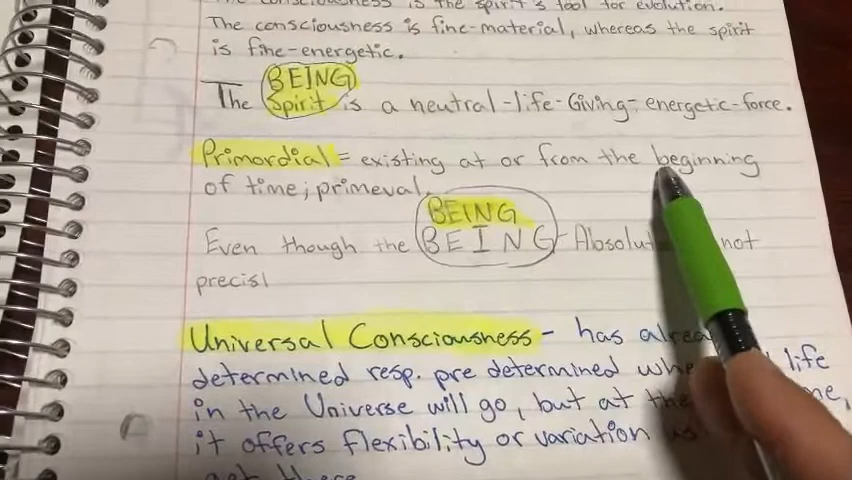 The consciousness is the spirit's tool for evolution.
The consciousness is fine-material, whereas the spirit
is fine-energetic.
BEING
The Spirit is a neutral-life-Giving-energetic-force.
Primordial = existing at or from the beginning
of time; primeval.
BEING
Even though the BEING- not
precisl
Universal Consciousness - has
determined resp. pre determined life
in the Universe will go, but at
it offers flexibility or variation